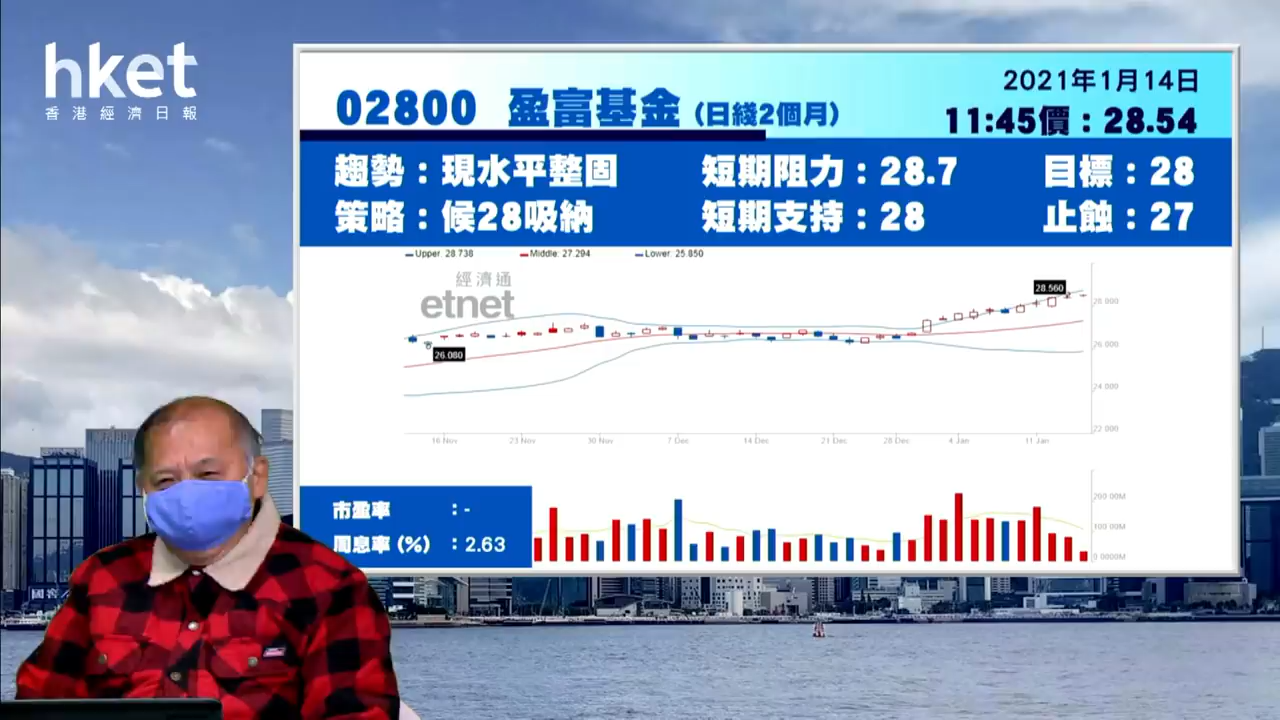 hket
香港經濟日報
2021年1月14日
02800 盈富基金 (日綫2個月)
11:45價：28.54
趨勢：現水平整固 短期阻力：28.7 目標：28
策略：候28吸納 短期支持：28 止蝕：27
Upper: 28.738 Middle: 27.294 Lower: 25.850
經濟通
etnet
28.560
28.000
26.000
26.080
24.000
22.000
16 Nov 23 Nov 30 Nov 7 Dec 14 Dec 21 Dec 28 Dec 4 Jan 11 Jan
200.00M
100.00M
0.0000M
市盈率 ：-
周息率 (%) ：2.63